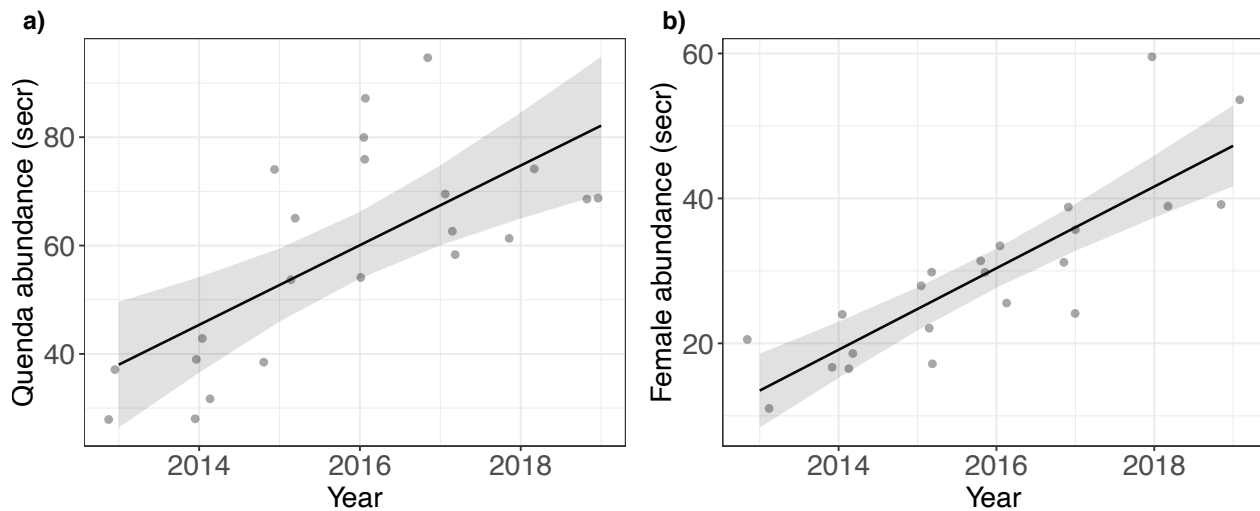 a)
Quenda abundance (secr)
80
60
40
2014 2016 2018
Year
b)
Female abundance (secr)
60
40
20
2014 2016 2018
Year